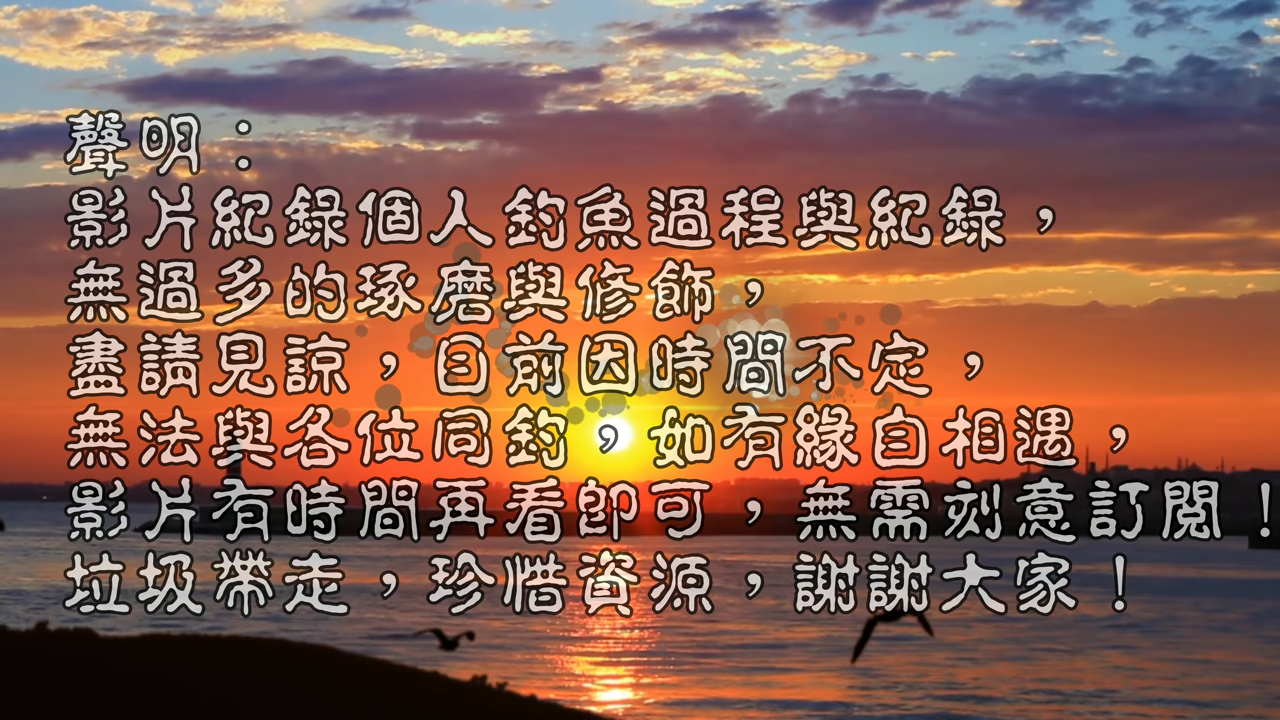 聲明：
影片紀錄個人釣魚過程與紀錄，
無過多的琢磨與修飾，
盡請見諒，目前因時間不定，
無法與各位同釣，如有緣自相遇，
影片有時間再看即可，無需刻意訂閱！
垃圾帶走，珍惜資源，謝謝大家！